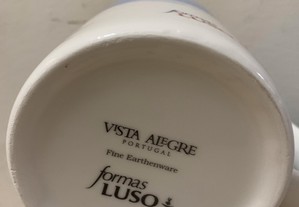 VISTA ALEGRE
PORTUGAL
Fine Earthenware
formas
LUSO